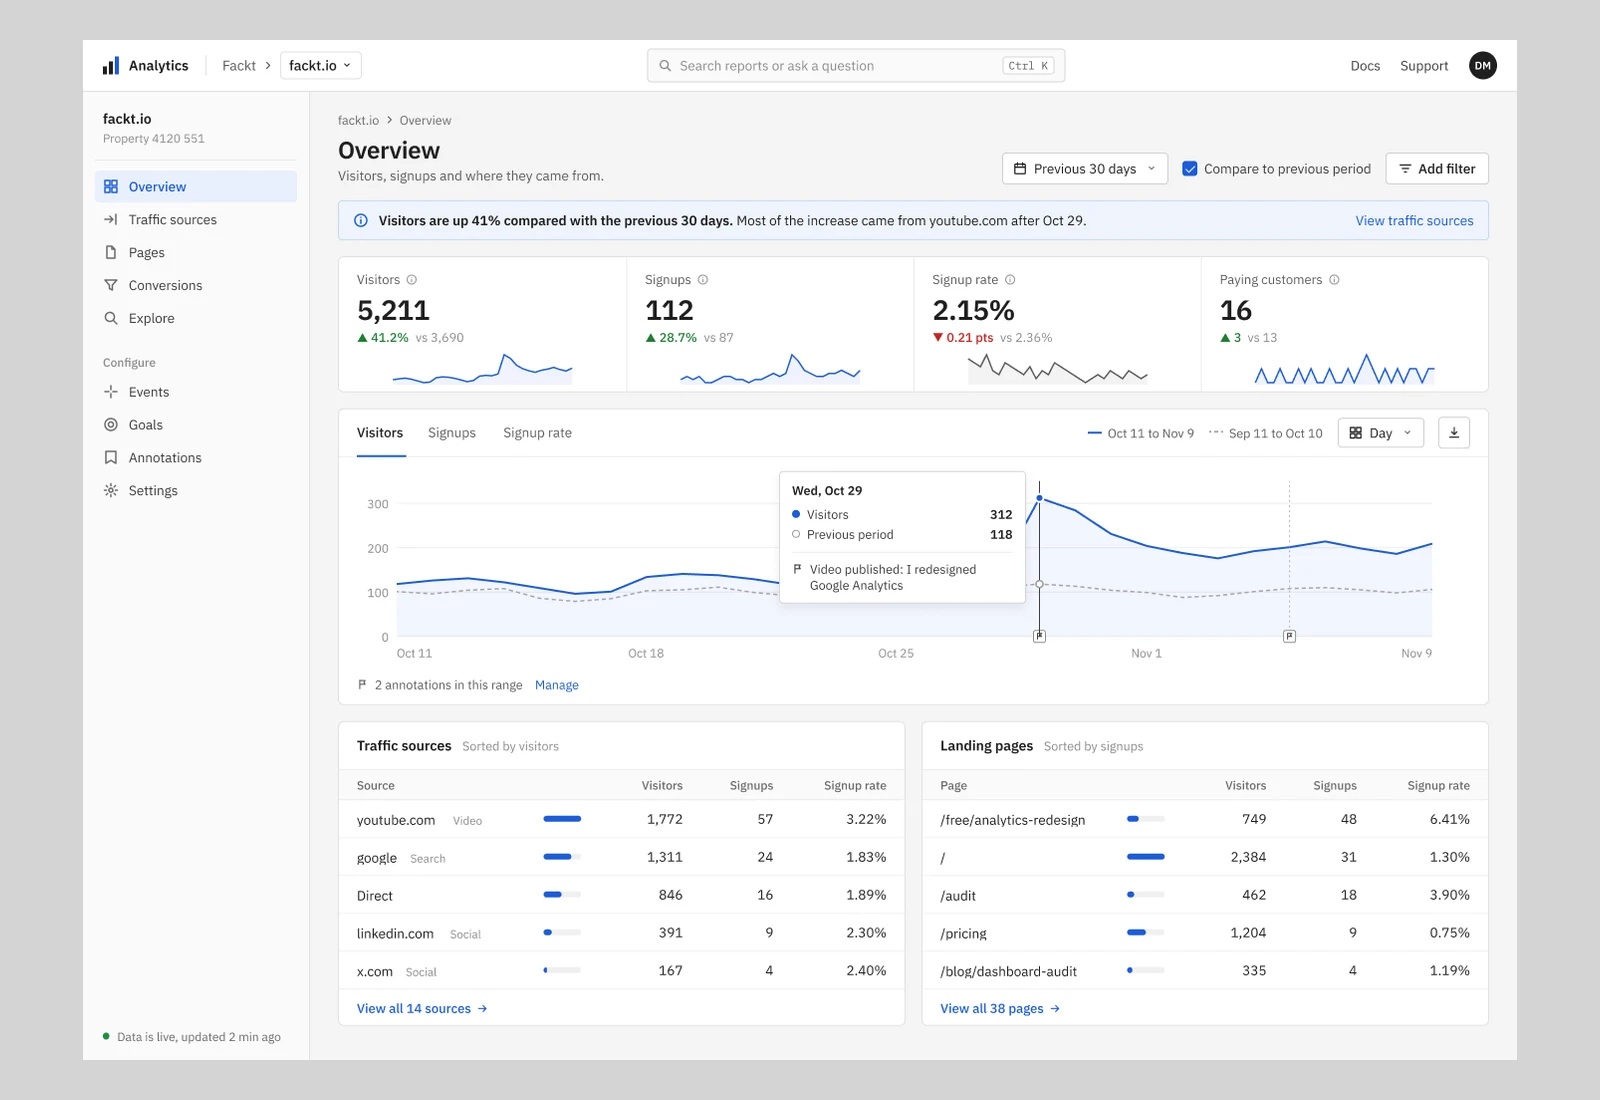 Analytics
Fackt
fackt.io
Search reports or ask a question
Ctrl K
Docs
Support
DM
fackt.io
Property 4120 551
Overview
Traffic sources
Pages
Conversions
Explore
Configure
Events
Goals
Annotations
Settings
Data is live, updated 2 min ago
fackt.io > Overview
Overview
Visitors, signups and where they came from.
Previous 30 days
Compare to previous period
Add filter
Visitors are up 41% compared with the previous 30 days. Most of the increase came from youtube.com after Oct 29.
View traffic sources
Visitors
5,211
▲ 41.2% vs 3,690
Signups
112
▲ 28.7% vs 87
Signup rate
2.15%
▼ 0.21 pts vs 2.36%
Paying customers
16
▲ 3 vs 13
Visitors Signups Signup rate
Oct 11 to Nov 9
Sep 11 to Oct 10
Day
Wed, Oct 29
Visitors 312
Previous period 118
Video published: I redesigned
Google Analytics
300
200
100
0
Oct 11 Oct 18 Oct 25 Nov 1 Nov 9
2 annotations in this range Manage
Traffic sources Sorted by visitors
Source Visitors Signups Signup rate
youtube.com Video 1,772 57 3.22%
google Search 1,311 24 1.83%
Direct 846 16 1.89%
linkedin.com Social 391 9 2.30%
x.com Social 167 4 2.40%
View all 14 sources →
Landing pages Sorted by signups
Page Visitors Signups Signup rate
/free/analytics-redesign 749 48 6.41%
/ 2,384 31 1.30%
/audit 462 18 3.90%
/pricing 1,204 9 0.75%
/blog/dashboard-audit 335 4 1.19%
View all 38 pages →